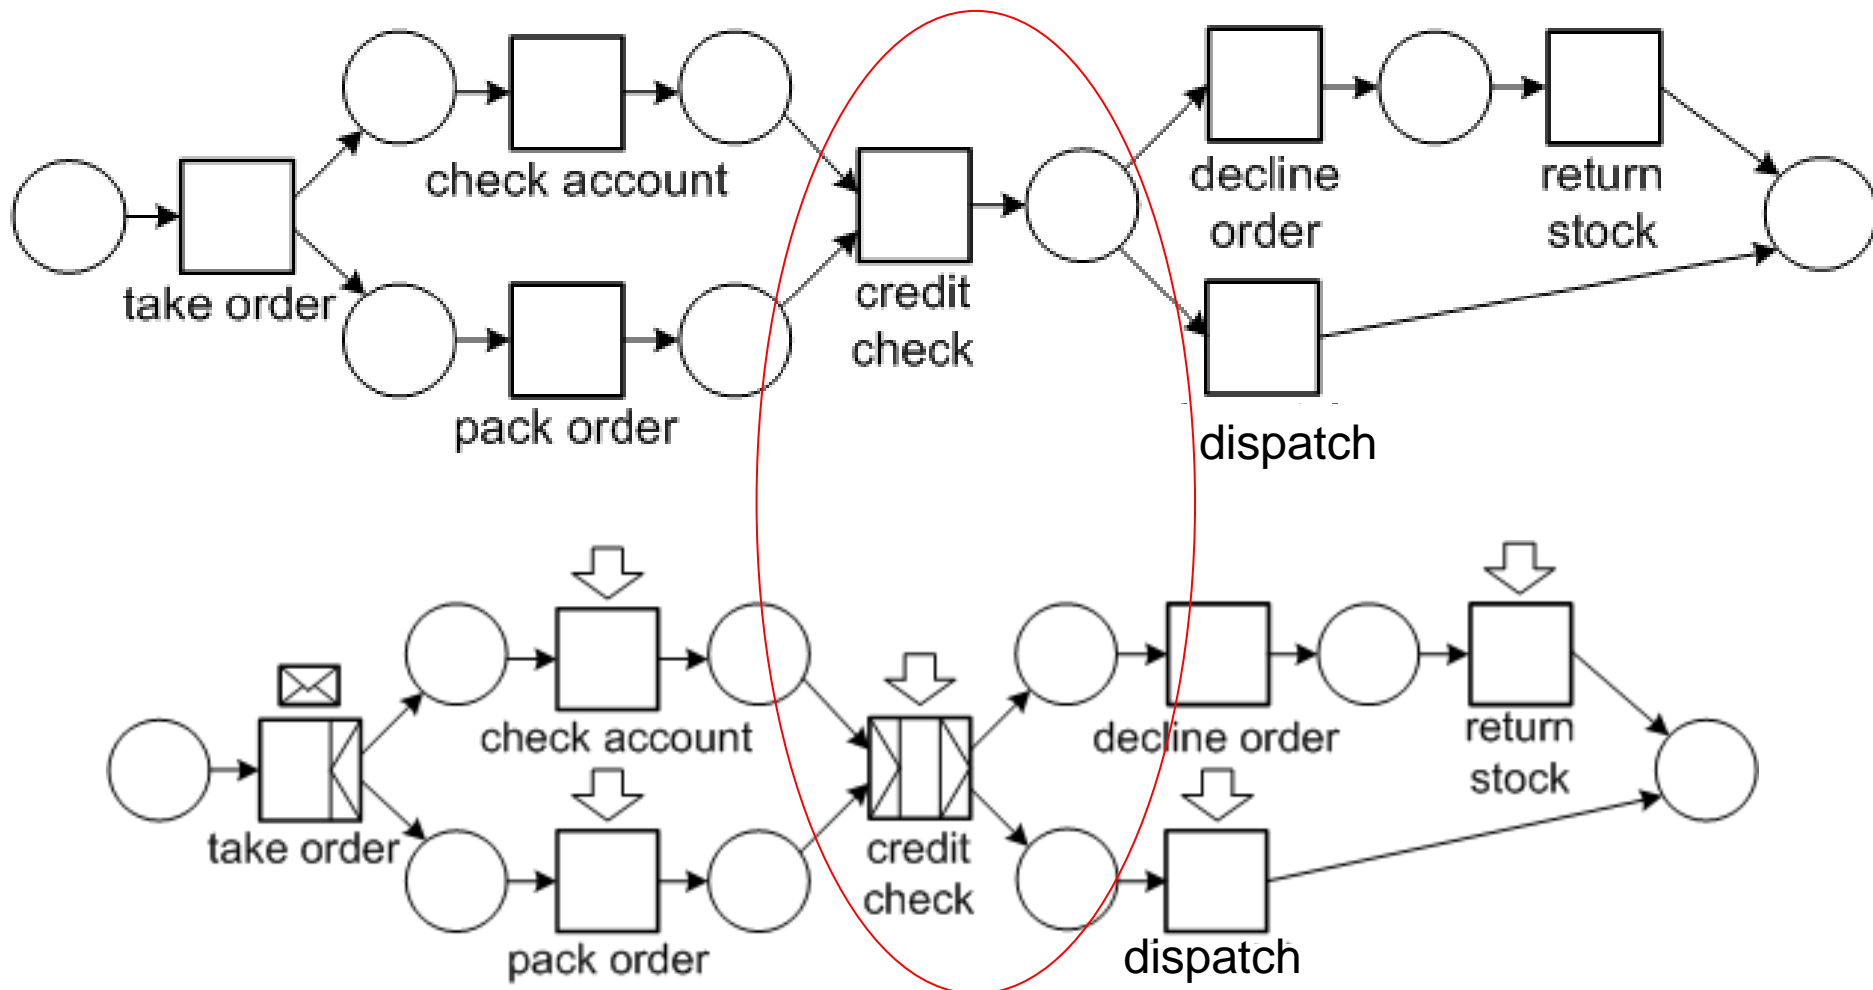 check account
decline
order
return
stock
take order
credit
check
pack order
dispatch
check account
decline order
return
stock
take order
credit
check
pack order
dispatch